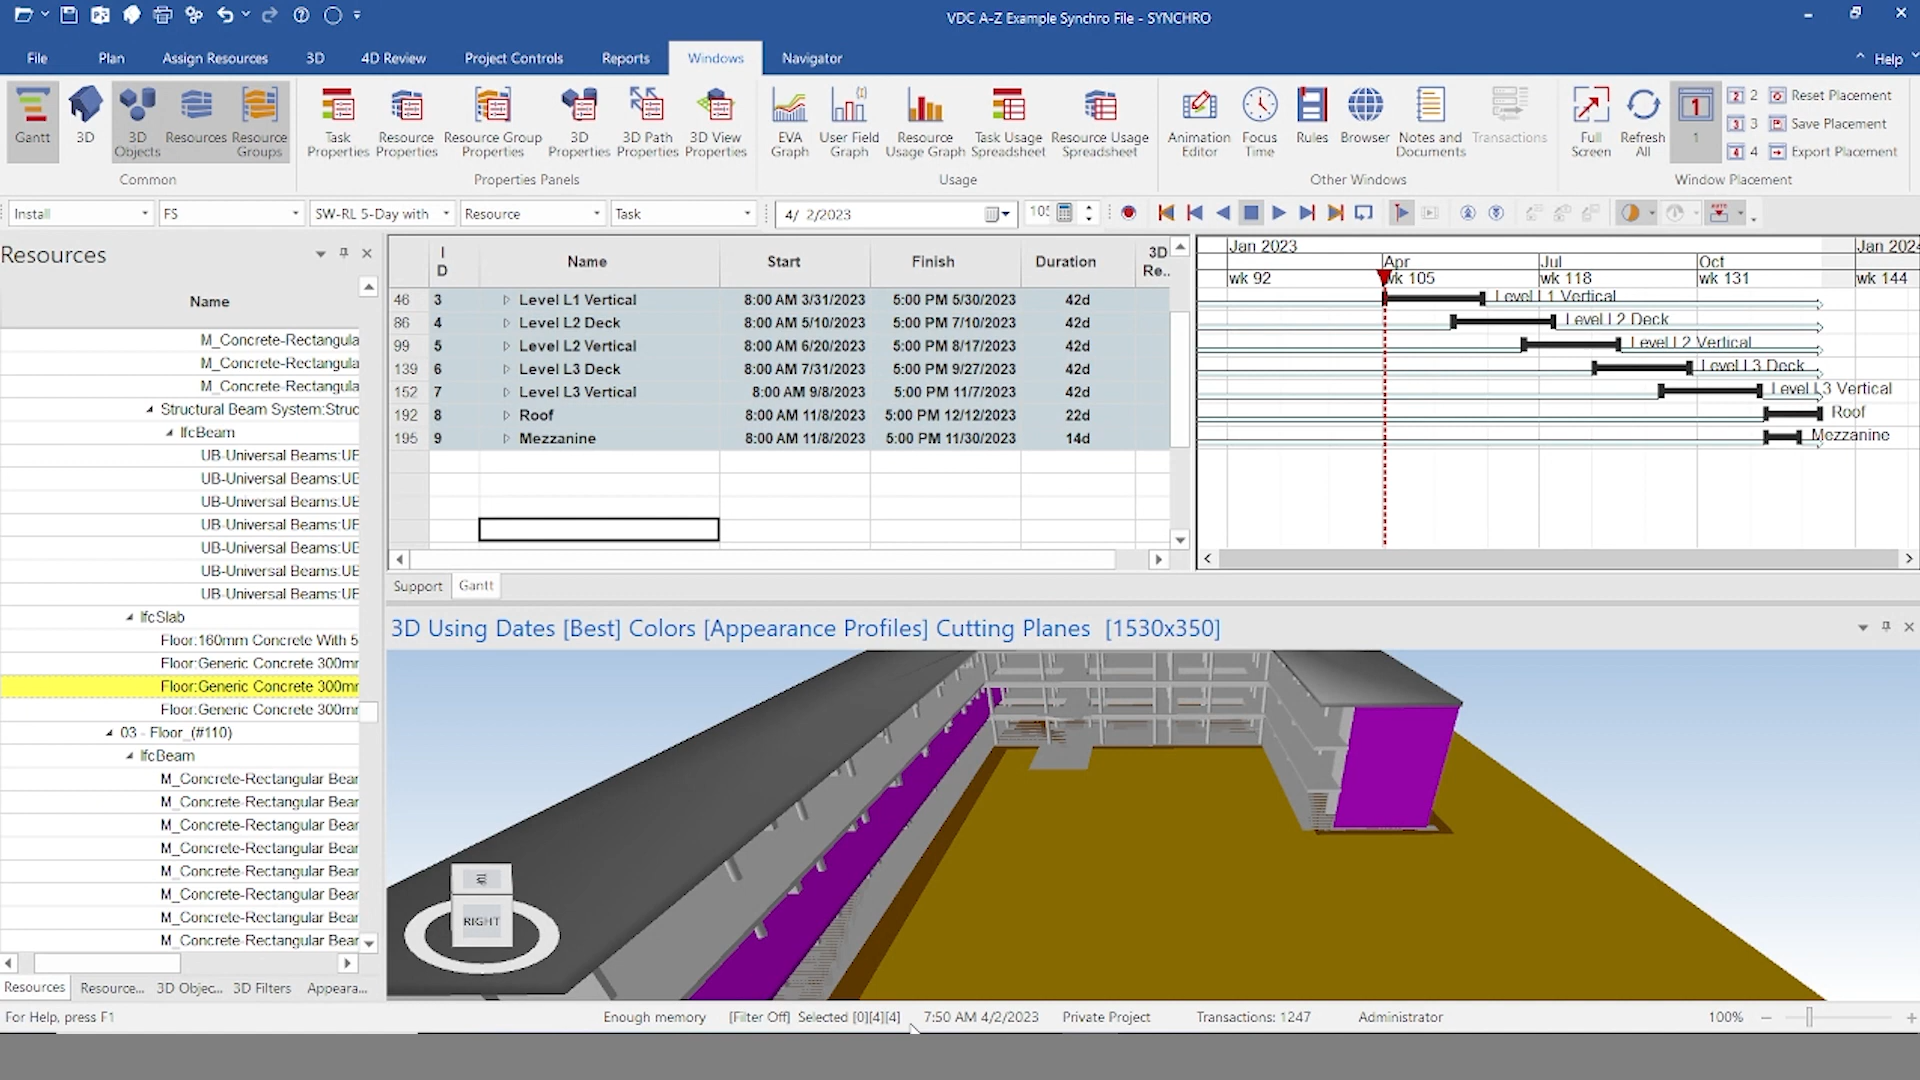 VDC A-Z Example Synchro File - SYNCHRO
File Plan Assign Resources 3D 4D Review Project Controls Reports Windows Navigator Help
Gantt 3D 3D Objects Resources Resource Groups
Common
Task Properties Resource Properties Resource Group Properties 3D Properties 3D Path Properties 3D View Properties
Properties Panels
EVA Graph User Field Graph Resource Usage Graph Task Usage Spreadsheet Resource Usage Spreadsheet
Usage
Animation Editor Focus Time Rules Browser Notes and Documents Transactions
Other Windows
Full Screen Refresh All 1 1 2 2 3 3 4 4 Reset Placement Save Placement Export Placement
Window Placement
Install FS SW-RL 5-Day with Resource Task 4/ 2/2023 105
Resources
Name
M_Concrete-Rectangula
M_Concrete-Rectangula
M_Concrete-Rectangula
Structural Beam System:Struc
IfcBeam
UB-Universal Beams:UE
UB-Universal Beams:UE
UB-Universal Beams:UE
UB-Universal Beams:UE
UB-Universal Beams:UE
UB-Universal Beams:UE
UB-Universal Beams:UE
IfcSlab
Floor:160mm Concrete With 5
Floor:Generic Concrete 300mr
Floor:Generic Concrete 300mr
Floor:Generic Concrete 300mr
03 - Floor_(#110)
IfcBeam
M_Concrete-Rectangular Bear
M_Concrete-Rectangular Bear
M_Concrete-Rectangular Bear
M_Concrete-Rectangular Bear
M_Concrete-Rectangular Bear
M_Concrete-Rectangular Bear
M_Concrete-Rectangular Bear
M_Concrete-Rectangular Bear
Resources Resource... 3D Objec... 3D Filters Appeara...
ID Name Start Finish Duration 3D Re..
46 3 Level L1 Vertical 8:00 AM 3/31/2023 5:00 PM 5/30/2023 42d
86 4 Level L2 Deck 8:00 AM 5/10/2023 5:00 PM 7/10/2023 42d
99 5 Level L2 Vertical 8:00 AM 6/20/2023 5:00 PM 8/17/2023 42d
139 6 Level L3 Deck 8:00 AM 7/31/2023 5:00 PM 9/27/2023 42d
152 7 Level L3 Vertical 8:00 AM 9/8/2023 5:00 PM 11/7/2023 42d
192 8 Roof 8:00 AM 11/8/2023 5:00 PM 12/12/2023 22d
195 9 Mezzanine 8:00 AM 11/8/2023 5:00 PM 11/30/2023 14d
Support Gantt
Jan 2023 Jan 2024
Apr Jul Oct
wk 92 wk 105 wk 118 wk 131 wk 144
Level L1 Vertical
Level L2 Deck
Level L2 Vertical
Level L3 Deck
Level L3 Vertical
Roof
Mezzanine
3D Using Dates [Best] Colors [Appearance Profiles] Cutting Planes [1530x350]
RIGHT
For Help, press F1 Enough memory [Filter Off] Selected [0][4][4] 7:50 AM 4/2/2023 Private Project Transactions: 1247 Administrator 100%